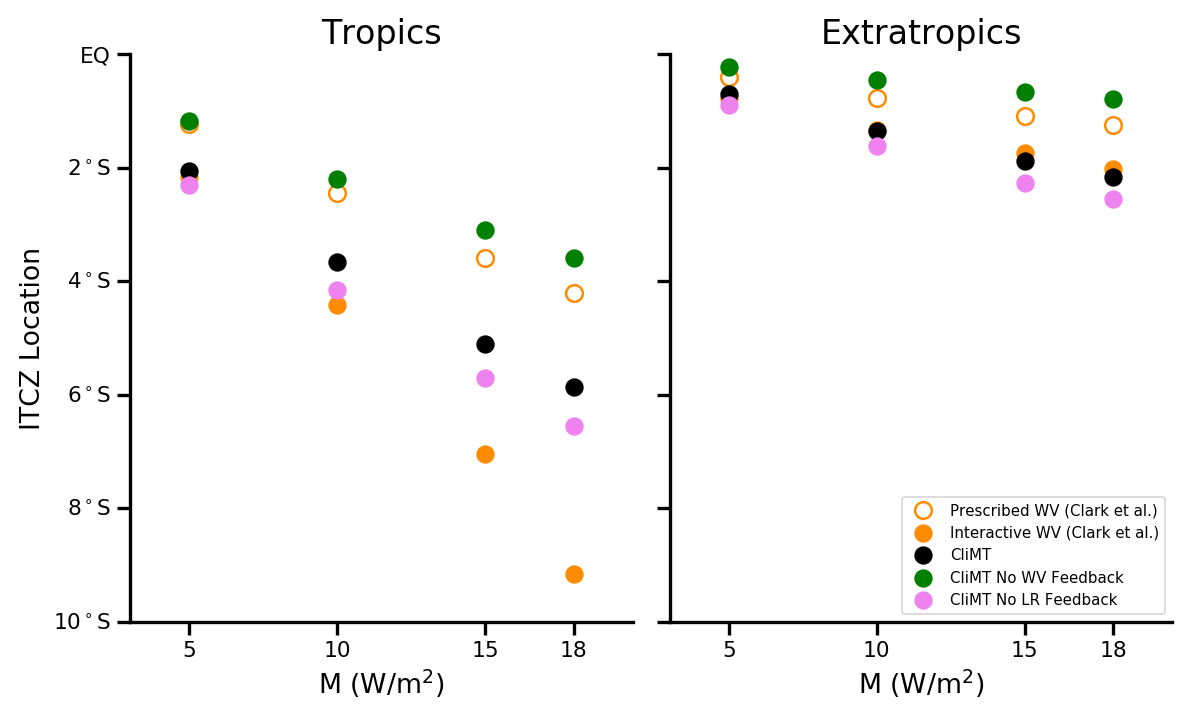 Tropics
Extratropics
EQ
2°S
4°S
6°S
8°S
10°S
ITCZ Location
5 10 15 18
5 10 15 18
M (W/m²)
M (W/m²)
Prescribed WV (Clark et al.)
Interactive WV (Clark et al.)
CliMT
CliMT No WV Feedback
CliMT No LR Feedback